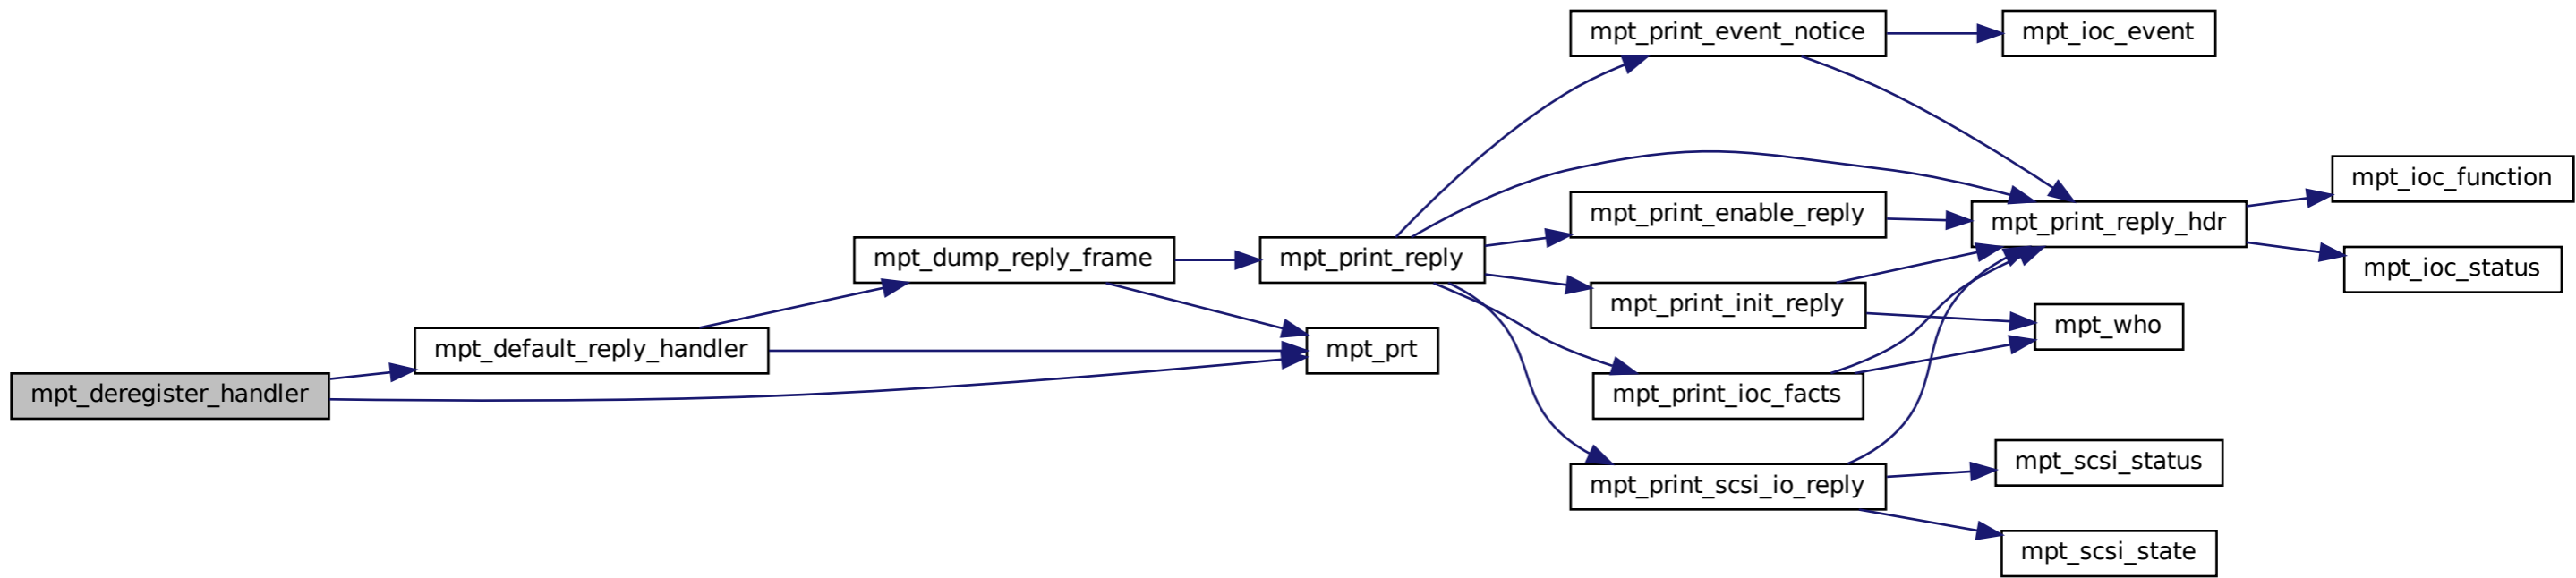 mpt_deregister_handler
mpt_default_reply_handler
mpt_dump_reply_frame
mpt_print_reply
mpt_prt
mpt_print_event_notice
mpt_print_enable_reply
mpt_print_init_reply
mpt_print_ioc_facts
mpt_print_scsi_io_reply
mpt_ioc_event
mpt_print_reply_hdr
mpt_who
mpt_scsi_status
mpt_scsi_state
mpt_ioc_function
mpt_ioc_status